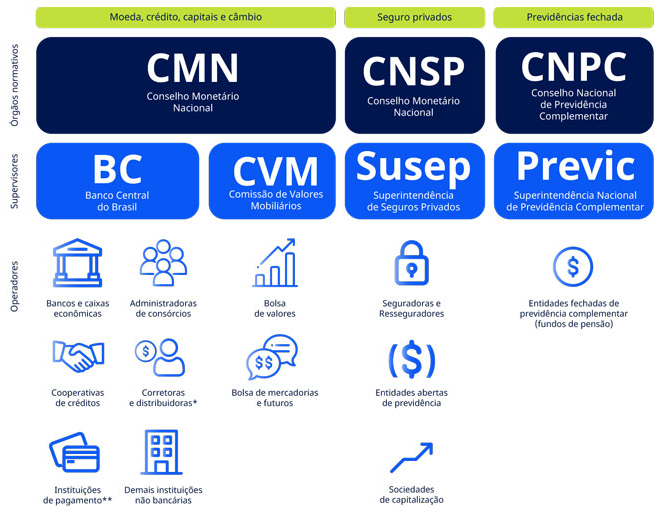 Moeda, crédito, capitais e câmbio
Seguro privados
Previdências fechada
Órgãos normativos
CMN
Conselho Monetário
Nacional
CNSP
Conselho Monetário
Nacional
CNPC
Conselho Nacional
de Previdência
Complementar
Supervisores
BC
Banco Central
do Brasil
CVM
Comissão de Valores
Mobiliários
Susep
Superintendência
de Seguros Privados
Previc
Superintendência Nacional
de Previdência Complementar
Operadores
Bancos e caixas
econômicas
Administradoras
de consórcios
Bolsa
de valores
Seguradoras e
Resseguradores
$
Entidades fechadas de
previdência complementar
(fundos de pensão)
Cooperativas
de créditos
$
Corretoras
e distribuidoras*
$$
Bolsa de mercadorias
e futuros
($)
Entidades abertas
de previdência
Instituições
de pagamento**
Demais instituições
não bancárias
Sociedades
de capitalização